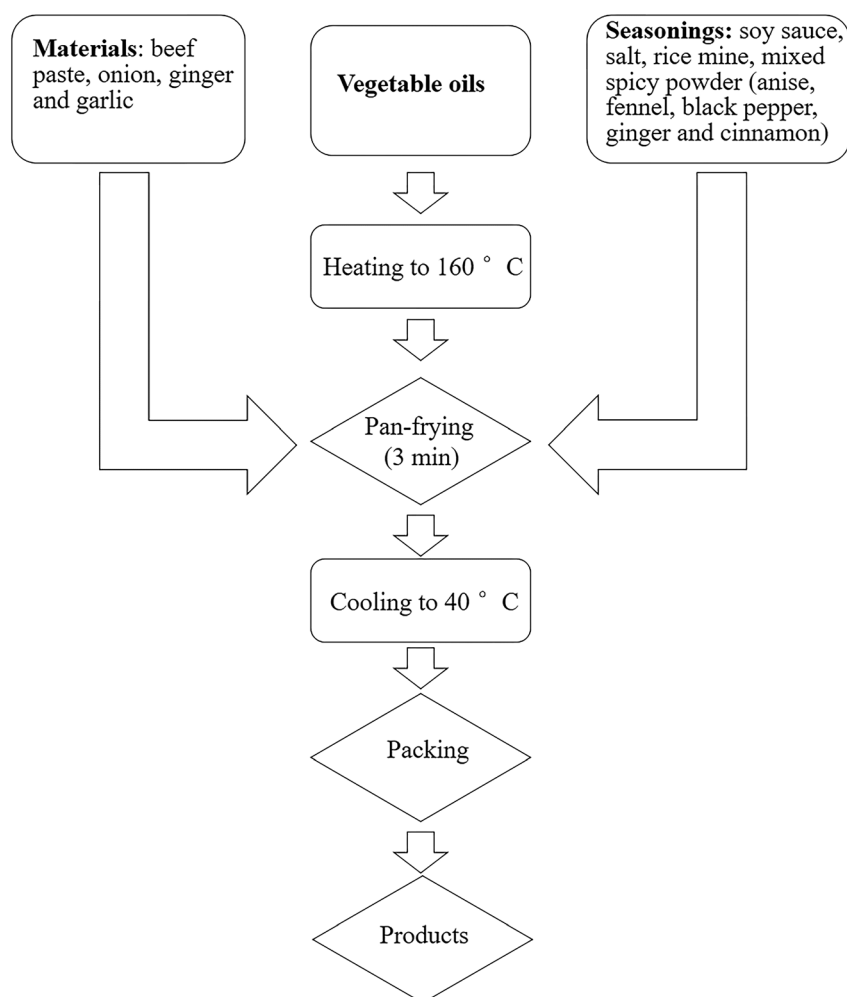 Materials: beef
paste, onion, ginger
and garlic
Vegetable oils
Seasonings: soy sauce,
salt, rice mine, mixed
spicy powder (anise,
fennel, black pepper,
ginger and cinnamon)
Heating to 160 ° C
Pan-frying
(3 min)
Cooling to 40 ° C
Packing
Products